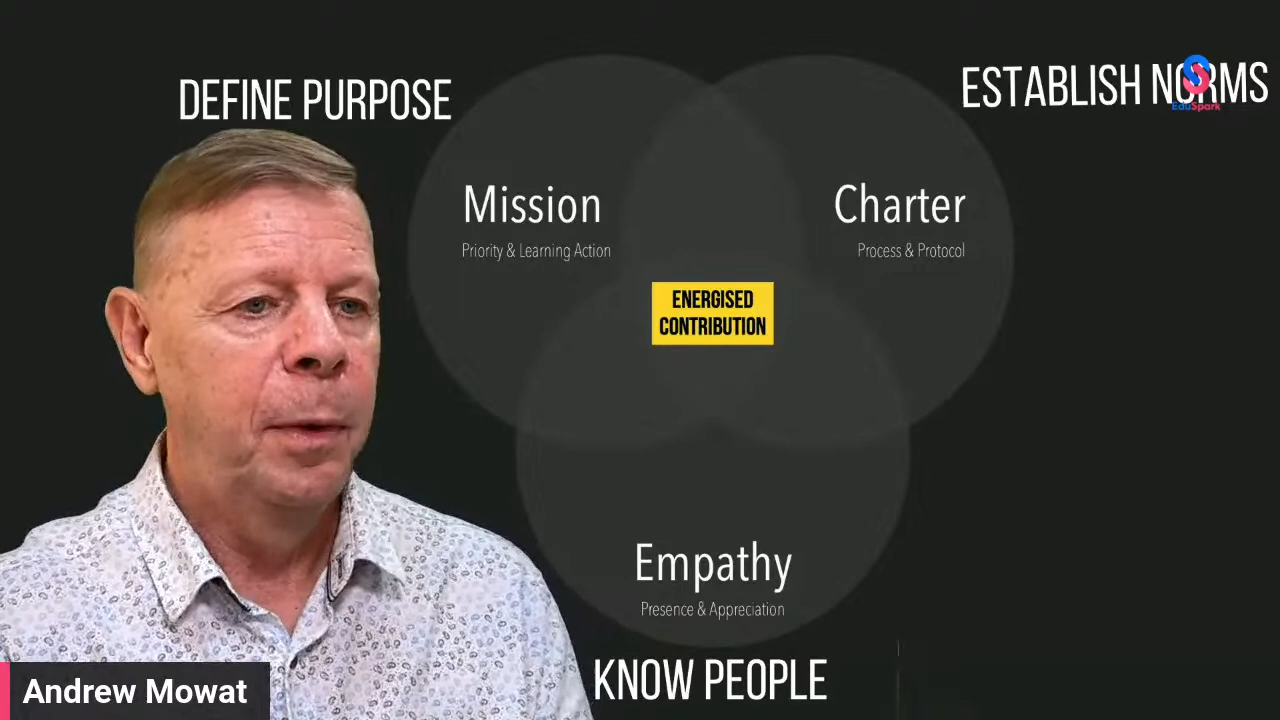 DEFINE PURPOSE
ESTABLISH NORMS
EduSpark
Mission
Priority & Learning Action
Charter
Process & Protocol
ENERGISED
CONTRIBUTION
Empathy
Presence & Appreciation
KNOW PEOPLE
Andrew Mowat